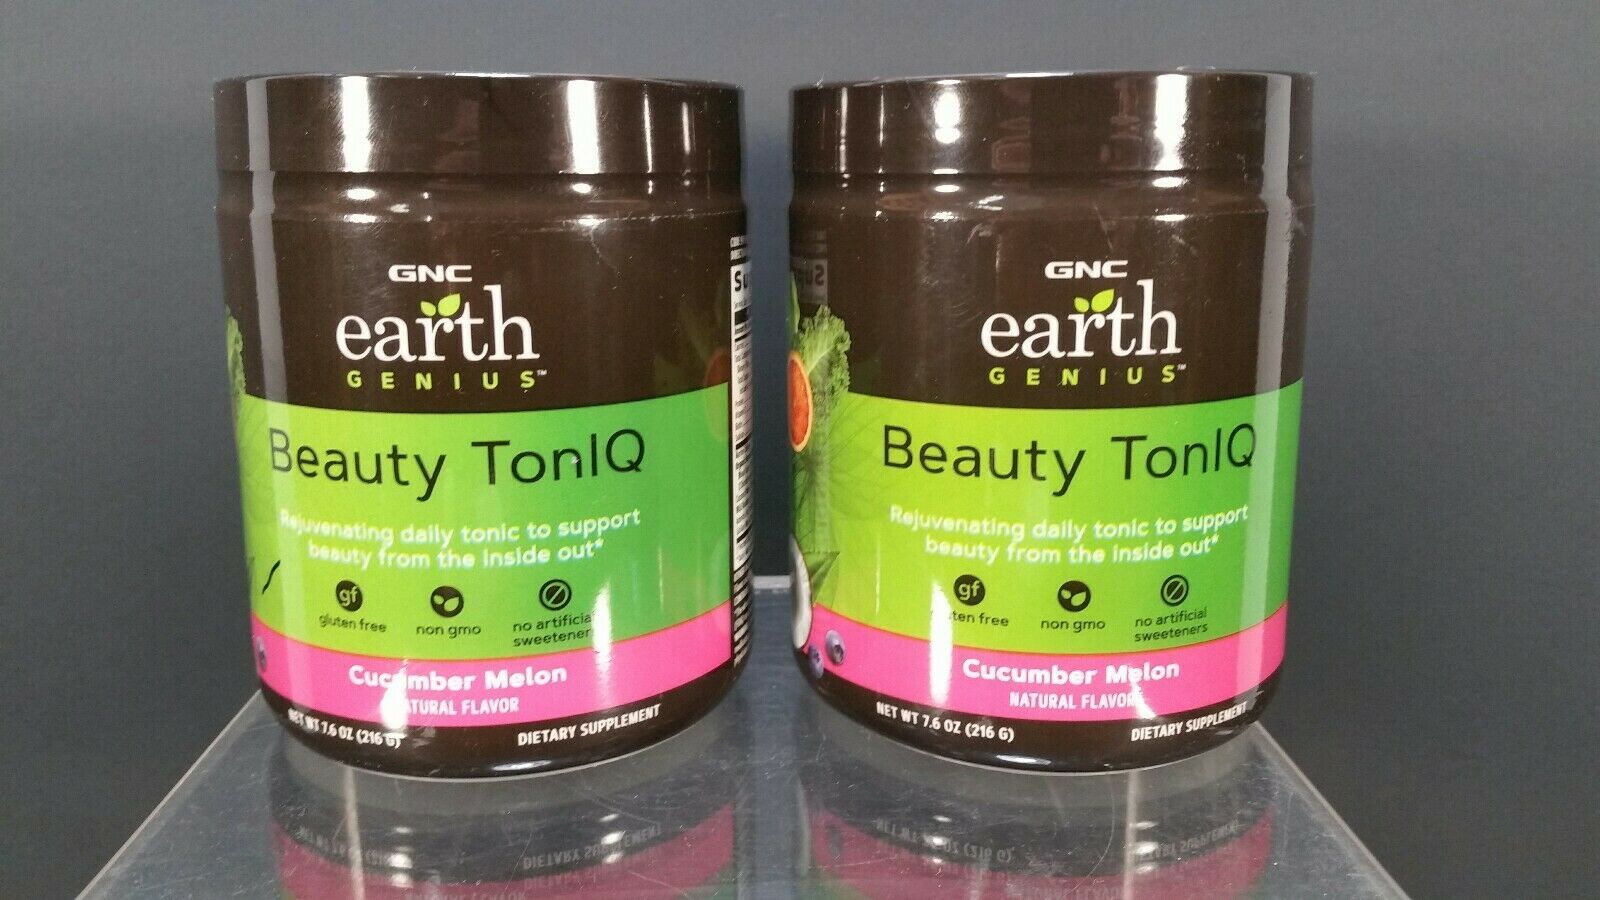 GNC
earth
GENIUS™
Beauty TonIQ
Rejuvenating daily tonic to support
beauty from the inside out*
gf
gluten free
non gmo
no artificial
sweeteners
Cucumber Melon
NATURAL FLAVOR
NET WT 7.6 OZ (216 G)
DIETARY SUPPLEMENT
GNC
earth
GENIUS™
Beauty TonIQ
Rejuvenating daily tonic to support
beauty from the inside out*
gf
gluten free
non gmo
no artificial
sweeteners
Cucumber Melon
NATURAL FLAVOR
NET WT 7.6 OZ (216 G)
DIETARY SUPPLEMENT